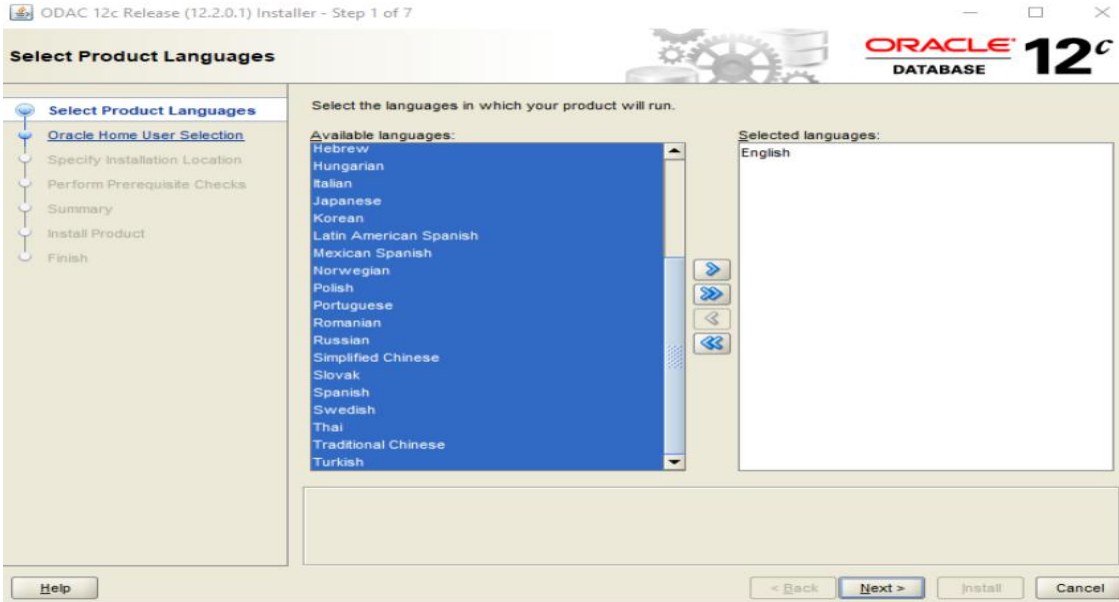 ODAC 12c Release (12.2.0.1) Installer - Step 1 of 7
Select Product Languages
ORACLE
DATABASE
12c
Select Product Languages
Oracle Home User Selection
Specify Installation Location
Perform Prerequisite Checks
Summary
Install Product
Finish
Select the languages in which your product will run.
Available languages:
Hebrew
Hungarian
Italian
Japanese
Korean
Latin American Spanish
Mexican Spanish
Norwegian
Polish
Portuguese
Romanian
Russian
Simplified Chinese
Slovak
Spanish
Swedish
Thai
Traditional Chinese
Turkish
Selected languages:
English
Help
< Back
Next >
Install
Cancel